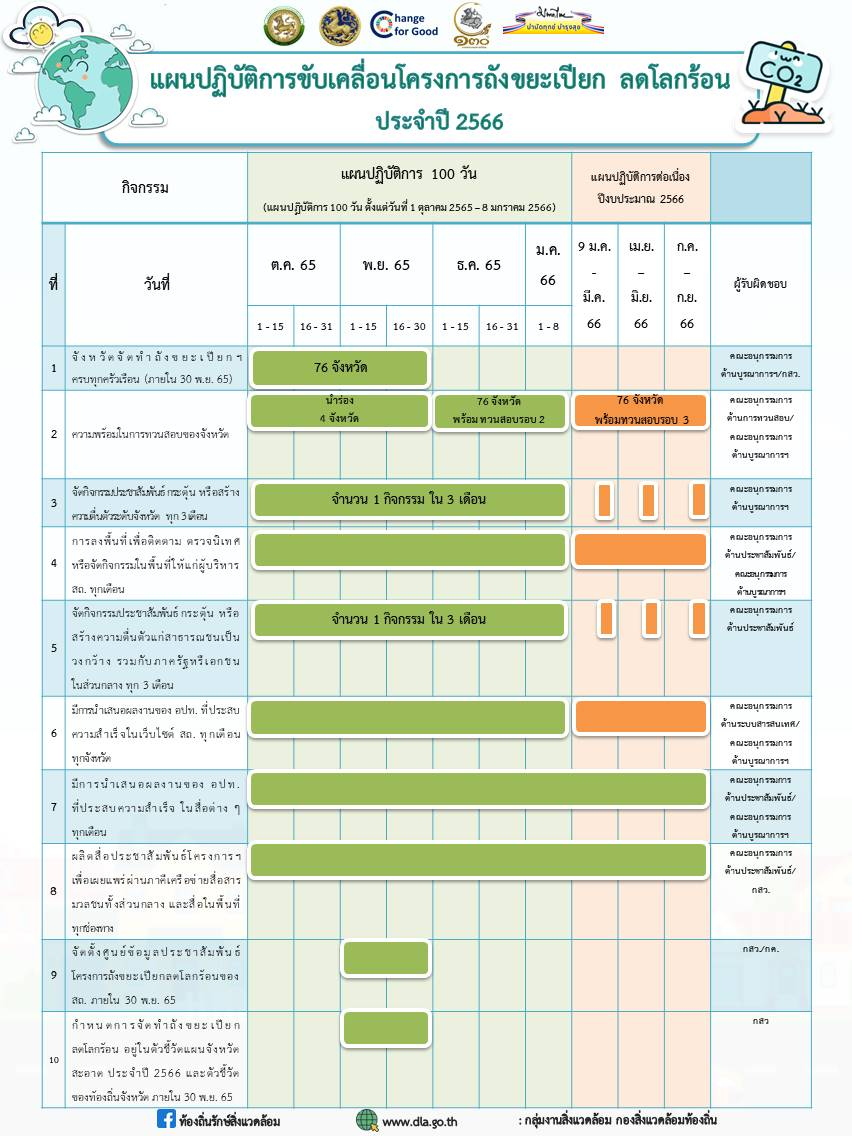 Change
for Good
๑๓๐
บำบัดทุกข์ บำรุงสุข
CO2
แผนปฏิบัติการขับเคลื่อนโครงการถังขยะเปียก ลดโลกร้อน
ประจำปี 2566
กิจกรรม
แผนปฏิบัติการ 100 วัน
(แผนปฏิบัติการ 100 วัน ตั้งแต่วันที่ 1 ตุลาคม 2565 – 8 มกราคม 2566)
แผนปฏิบัติการต่อเนื่อง
ปีงบประมาณ 2566
ที่
วันที่
ต.ค. 65
พ.ย. 65
ธ.ค. 65
ม.ค.
66
9 ม.ค.
-
มี.ค.
66
เม.ย.
–
มิ.ย.
66
ก.ค.
–
ก.ย.
66
ผู้รับผิดชอบ
1 - 15
16 - 31
1 - 15
16 - 30
1 - 15
16 - 31
1 - 8
1
จังหวัดจัดทำถังขยะเปียกฯ
ครบทุกครัวเรือน (ภายใน 30 พ.ย. 65)
76 จังหวัด
คณะอนุกรรมการ
ด้านบูรณาการฯ/กสว.
2
ความพร้อมในการทวนสอบของจังหวัด
นำร่อง
4 จังหวัด
76 จังหวัด
พร้อม ทวนสอบรอบ 2
76 จังหวัด
พร้อมทวนสอบรอบ 3
คณะอนุกรรมการ
ด้านการทวนสอบ/
คณะอนุกรรมการ
ด้านบูรณาการฯ
3
จัดกิจกรรมประชาสัมพันธ์ กระตุ้น หรือสร้าง
ความตื่นตัวระดับจังหวัด ทุก 3 เดือน
จำนวน 1 กิจกรรม ใน 3 เดือน
คณะอนุกรรมการ
ด้านบูรณาการฯ
4
การลงพื้นที่เพื่อติดตาม ตรวจนิเทศ
หรือจัดกิจกรรมในพื้นที่ให้แก่ผู้บริหาร
สถ. ทุกเดือน
คณะอนุกรรมการ
ด้านประชาสัมพันธ์/
คณะอนุกรรมการ
ด้านบูรณาการฯ
5
จัดกิจกรรมประชาสัมพันธ์ กระตุ้น หรือ
สร้างความตื่นตัวแก่สาธารณชนเป็น
วงกว้าง รวมกับภาครัฐหรือเอกชน
ในส่วนกลาง ทุก 3 เดือน
จำนวน 1 กิจกรรม ใน 3 เดือน
คณะอนุกรรมการ
ด้านประชาสัมพันธ์
6
มีการนำเสนอผลงานของ อปท. ที่ประสบ
ความสำเร็จในเว็บไซต์ สถ. ทุกเดือน
ทุกจังหวัด
คณะอนุกรรมการ
ด้านระบบสารสนเทศ/
คณะอนุกรรมการ
ด้านบูรณาการฯ
7
มีการนำเสนอผลงานของ อปท.
ที่ประสบความสำเร็จ ในสื่อต่าง ๆ
ทุกเดือน
คณะอนุกรรมการ
ด้านประชาสัมพันธ์/
คณะอนุกรรมการ
ด้านบูรณาการฯ
8
ผลิตสื่อประชาสัมพันธ์โครงการฯ
เพื่อเผยแพร่ผ่านภาคีเครือข่ายสื่อสาร
มวลชนทั้งส่วนกลาง และสื่อในพื้นที่
ทุกช่องทาง
คณะอนุกรรมการ
ด้านประชาสัมพันธ์/
กสว.
9
จัดตั้งศูนย์ข้อมูลประชาสัมพันธ์
โครงการถังขยะเปียกลดโลกร้อนของ
สถ. ภายใน 30 พ.ย. 65
กสว./กค.
10
กำหนดการจัดทำถังขยะเปียก
ลดโลกร้อน อยู่ในตัวชี้วัดแผนจังหวัด
สะอาด ประจำปี 2566 และตัวชี้วัด
ของท้องถิ่นจังหวัด ภายใน 30 พ.ย. 65
กสว
ท้องถิ่นรักษ์สิ่งแวดล้อม
www.dla.go.th
: กลุ่มงานสิ่งแวดล้อม กองสิ่งแวดล้อมท้องถิ่น